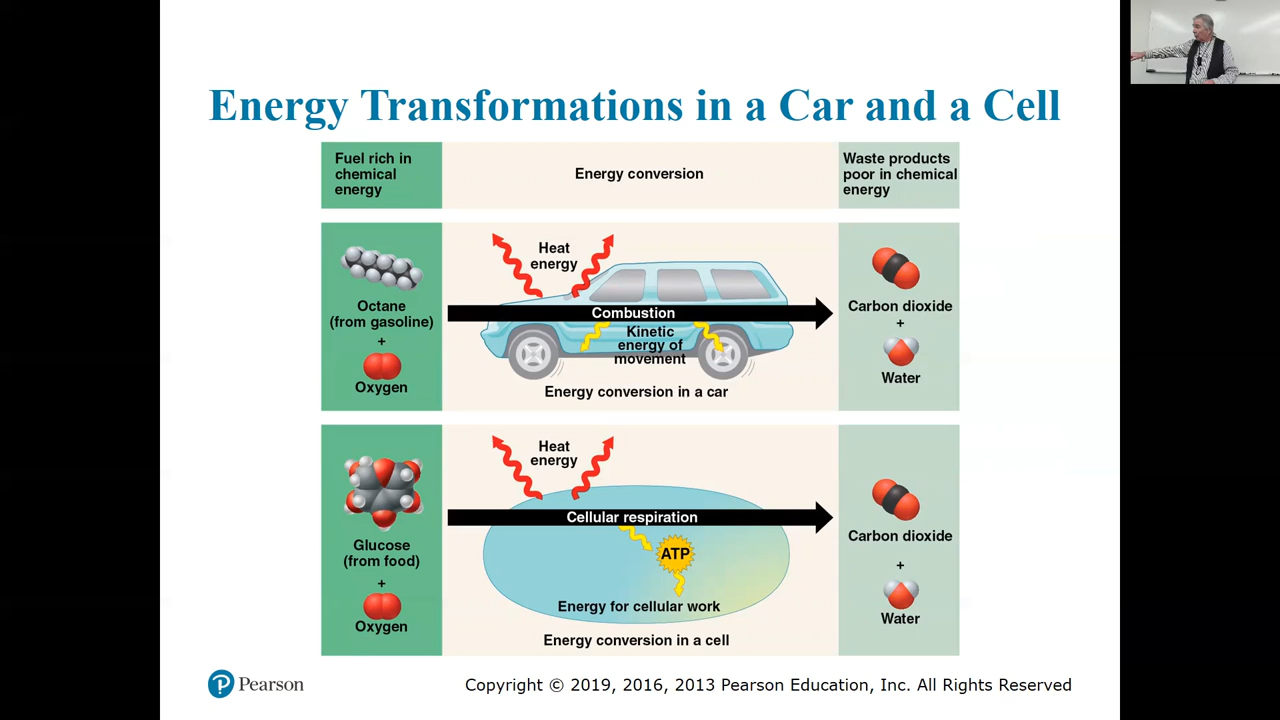 Energy Transformations in a Car and a Cell
Fuel rich in
chemical
energy
Energy conversion
Waste products
poor in chemical
energy
Octane
(from gasoline)
+
Oxygen
Heat
energy
Combustion
Kinetic
energy of
movement
Energy conversion in a car
Carbon dioxide
+
Water
Glucose
(from food)
+
Oxygen
Heat
energy
Cellular respiration
ATP
Energy for cellular work
Energy conversion in a cell
Carbon dioxide
+
Water
P Pearson
Copyright © 2019, 2016, 2013 Pearson Education, Inc. All Rights Reserved